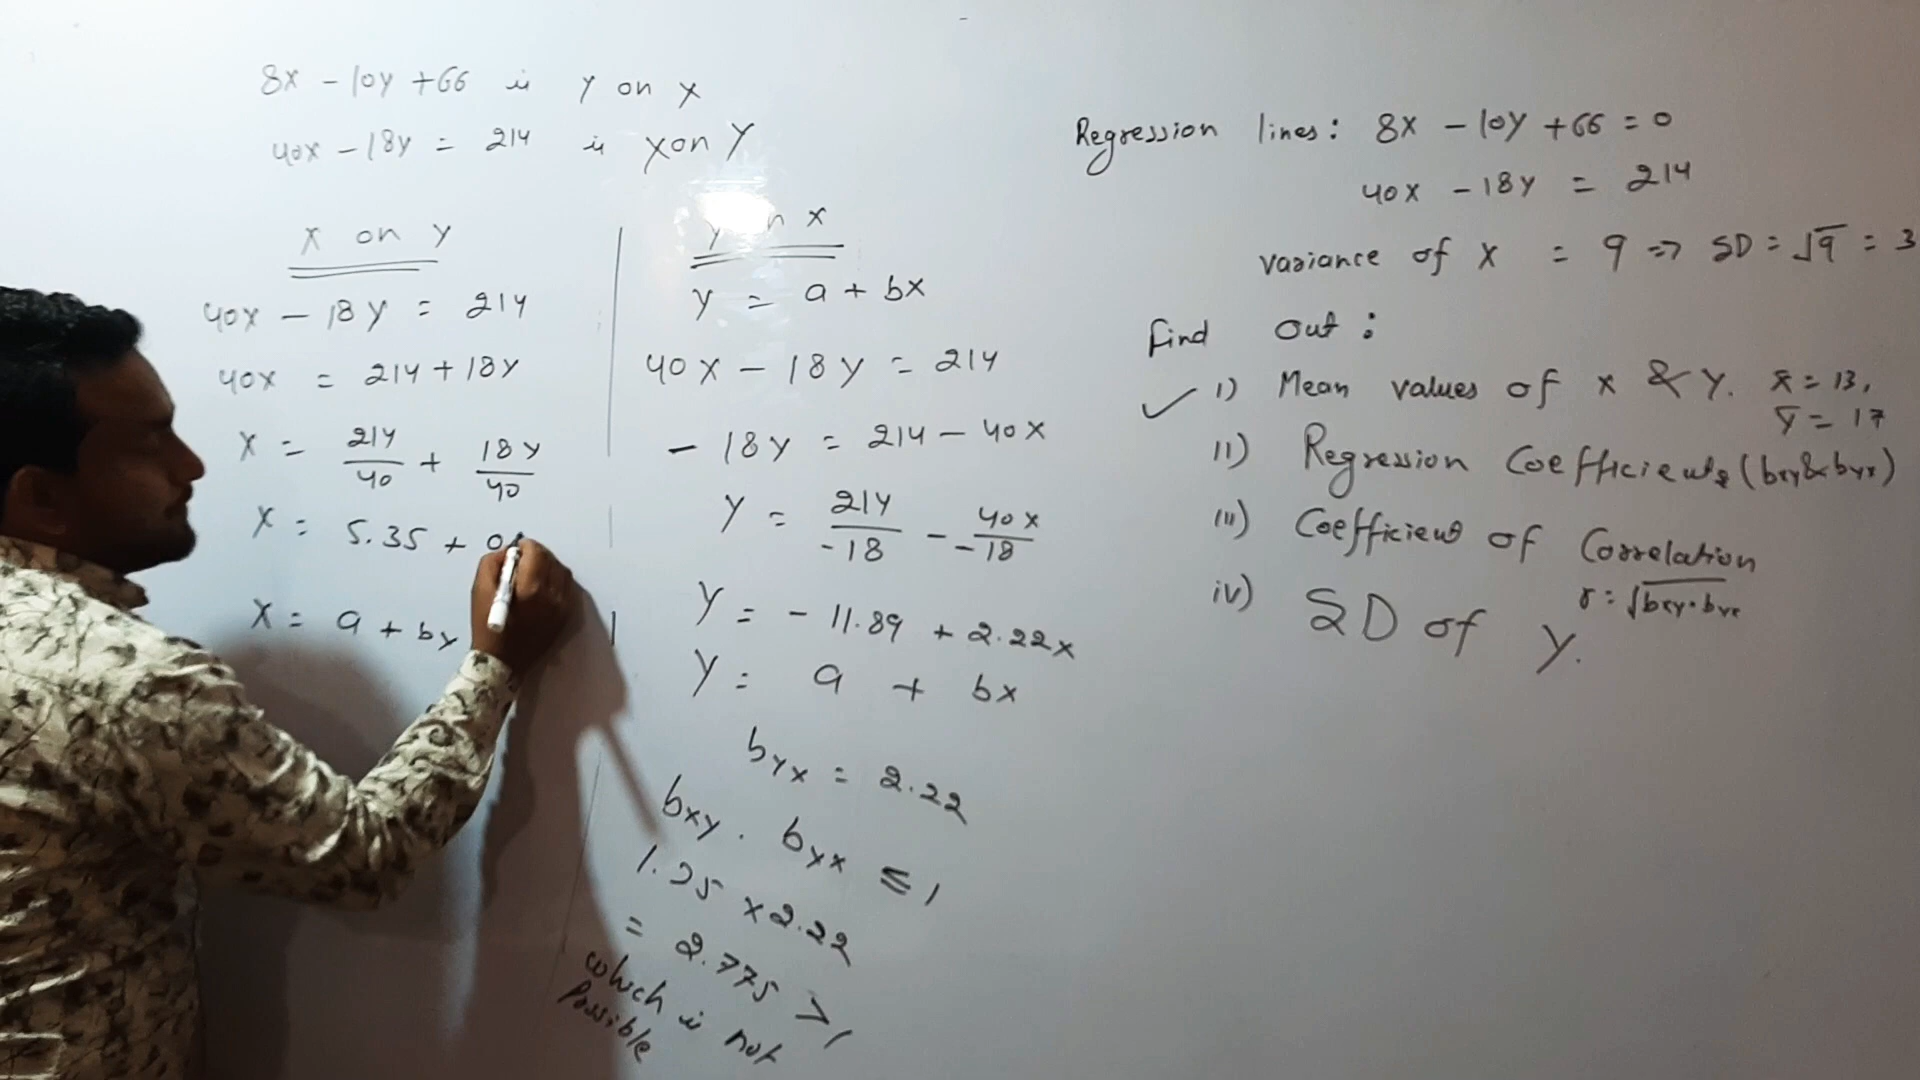 8x - 10y + 66 is y on x
40x - 18y = 214 is x on y
x on y
40x - 18y = 214
40x = 214 + 18y
x = 214/40 + 18y/40
x = 5.35 + 0
x = a + by
y n x
y = a + bx
40x - 18y = 214
- 18y = 214 - 40x
y = 214/-18 - 40x/-18
y = - 11.89 + 2.22x
y = a + bx
byx = 2.22
bxy . byx ≤ 1
1.25 x 2.22
= 2.775 > 1
which is not
Possible
Regression lines: 8x - 10y + 66 = 0
40x - 18y = 214
variance of x = 9 => SD = √9 = 3
find out :
✓ i) Mean values of x & y. x̄ = 13,
ȳ = 17
ii) Regression Coefficients (bxy & byx)
iii) Coefficient of Correlation
r = √bxy.byx
iv) SD of y.